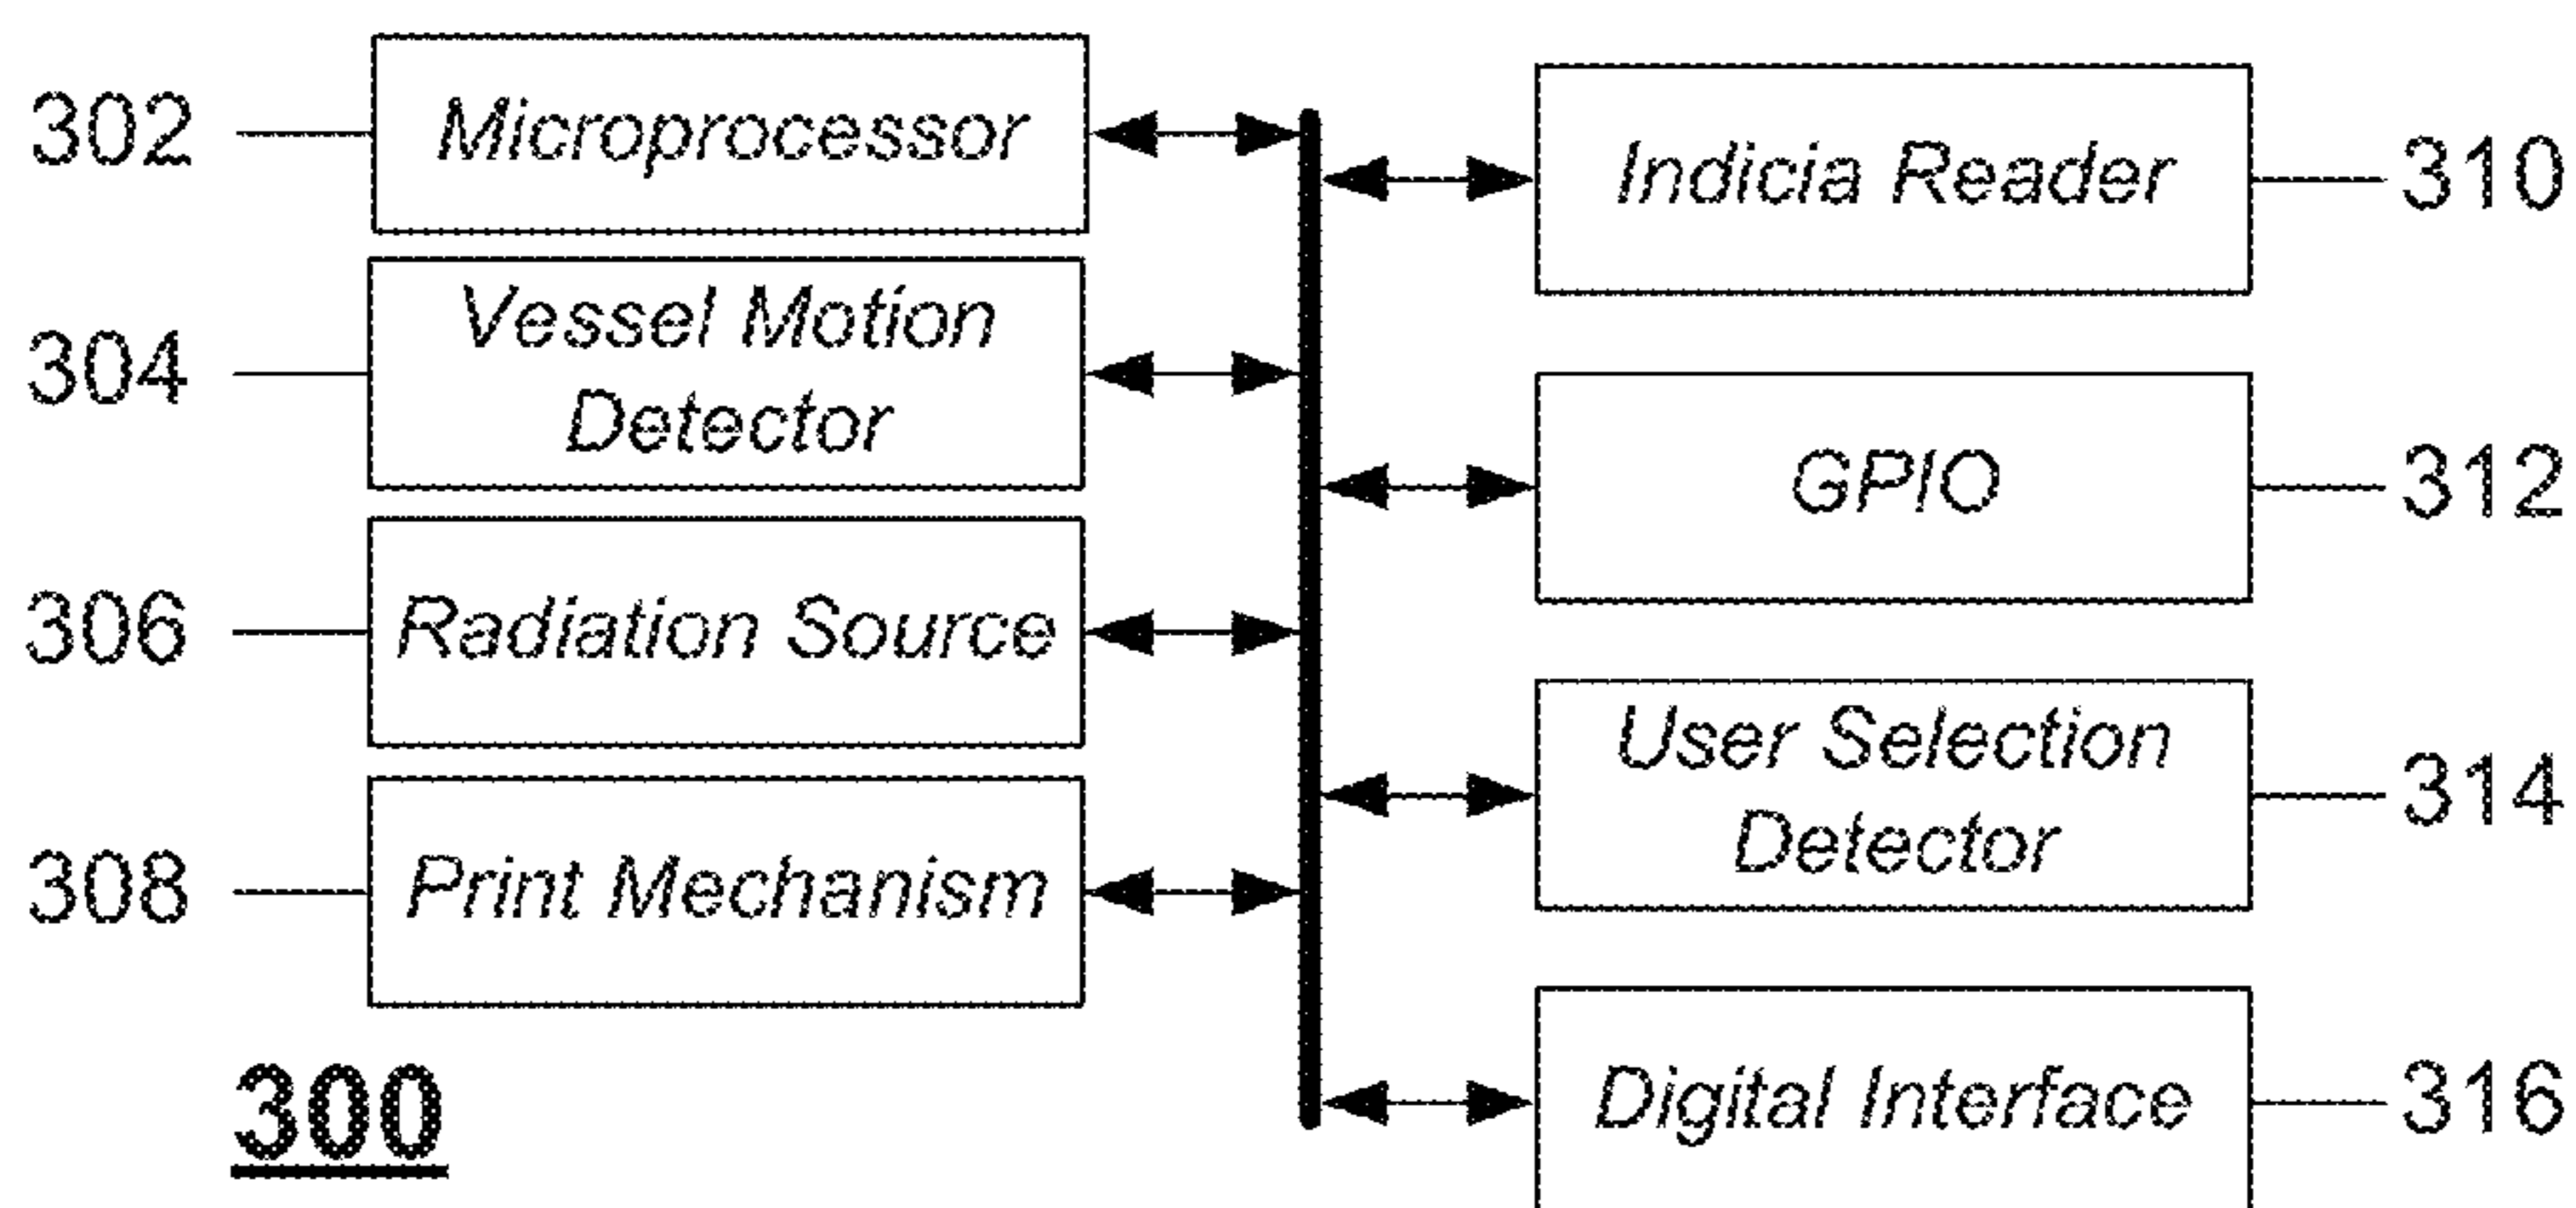 302
Microprocessor
304
Vessel Motion
Detector
306
Radiation Source
308
Print Mechanism
300
Indicia Reader
310
GPIO
312
User Selection
Detector
314
Digital Interface
316